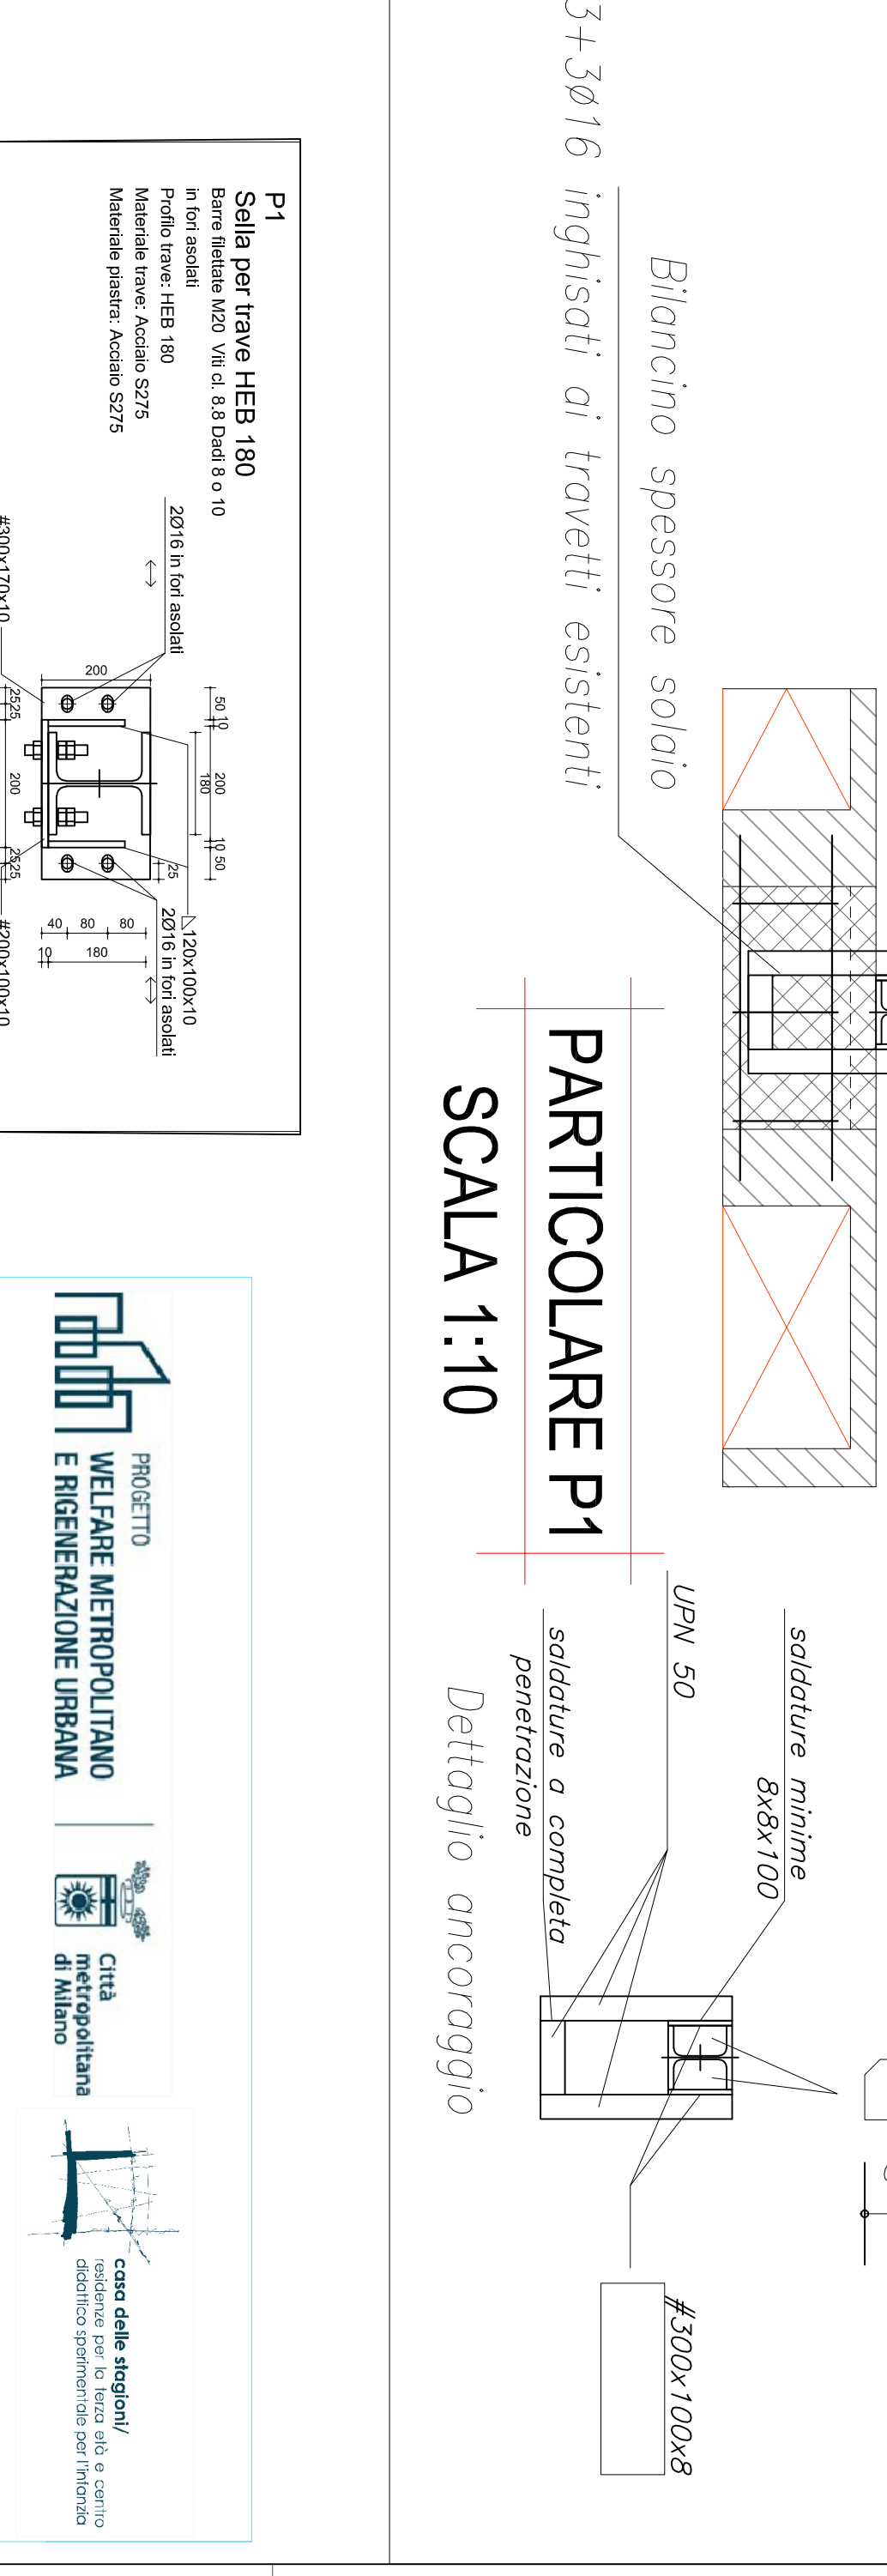 Bilancino spessore solaio
3+3Ø16 inghisati ai travetti esistenti
PARTICOLARE P1
SCALA 1:10
saldature minime
8x8x100
UPN 50
saldature a completa
penetrazione
Dettaglio ancoraggio
#300x100x8
P1
Sella per trave HEB 180
Barre filettate M20 Viti cl. 8.8 Dadi 8 o 10
in fori asolati
Profilo trave: HEB 180
Materiale trave: Acciaio S275
Materiale piastra: Acciaio S275
2Ø16 in fori asolati
50
10
200
10
50
180
25
200
120x100x10
2Ø16 in fori asolati
40
80
80
10
180
#300x170x10
25
25
200
25
25
#200x100x10
PROGETTO
WELFARE METROPOLITANO
E RIGENERAZIONE URBANA
Città
metropolitana
di Milano
casa delle stagioni/
residenze per la terza età e centro
didattico sperimentale per l'infanzia